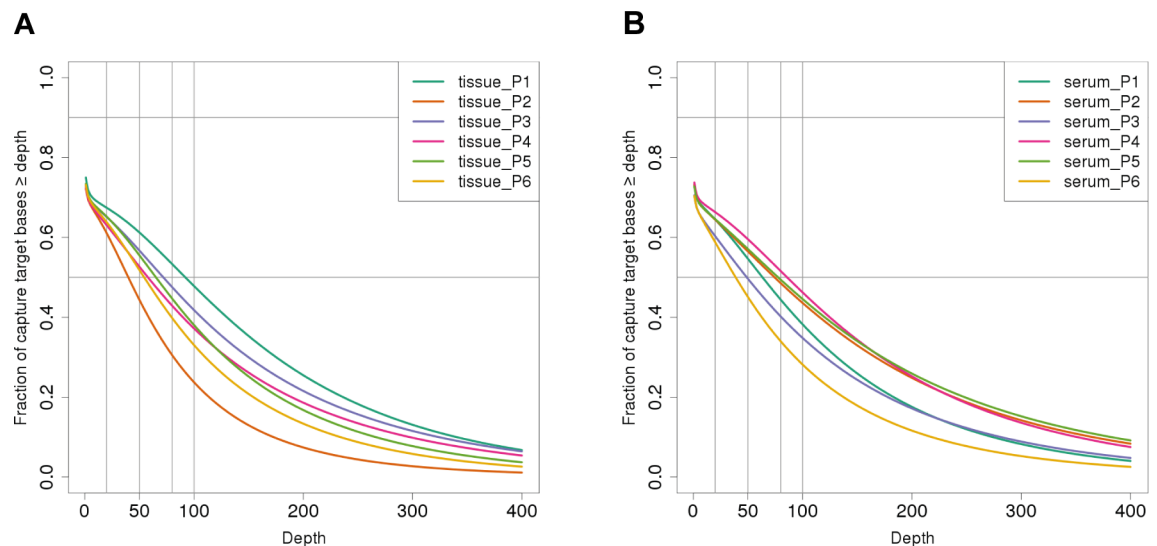 A
B
tissue_P1
tissue_P2
tissue_P3
tissue_P4
tissue_P5
tissue_P6
Fraction of capture target bases ≥ depth
0.0
0.2
0.4
0.6
0.8
1.0
0
50
100
200
300
400
Depth
serum_P1
serum_P2
serum_P3
serum_P4
serum_P5
serum_P6
Fraction of capture target bases ≥ depth
0.0
0.2
0.4
0.6
0.8
1.0
0
50
100
200
300
400
Depth